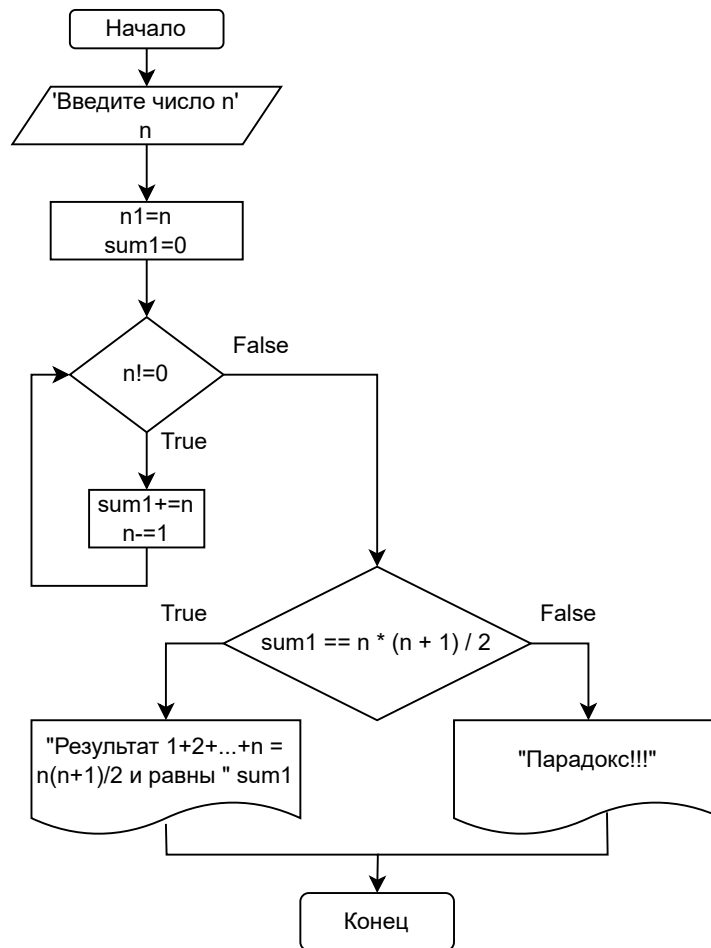 Начало
'Введите число n'
n
n1=n
sum1=0
n!=0
False
True
sum1+=n
n-=1
True
False
sum1 == n * (n + 1) / 2
"Результат 1+2+...+n =
n(n+1)/2 и равны " sum1
"Парадокс!!!"
Конец